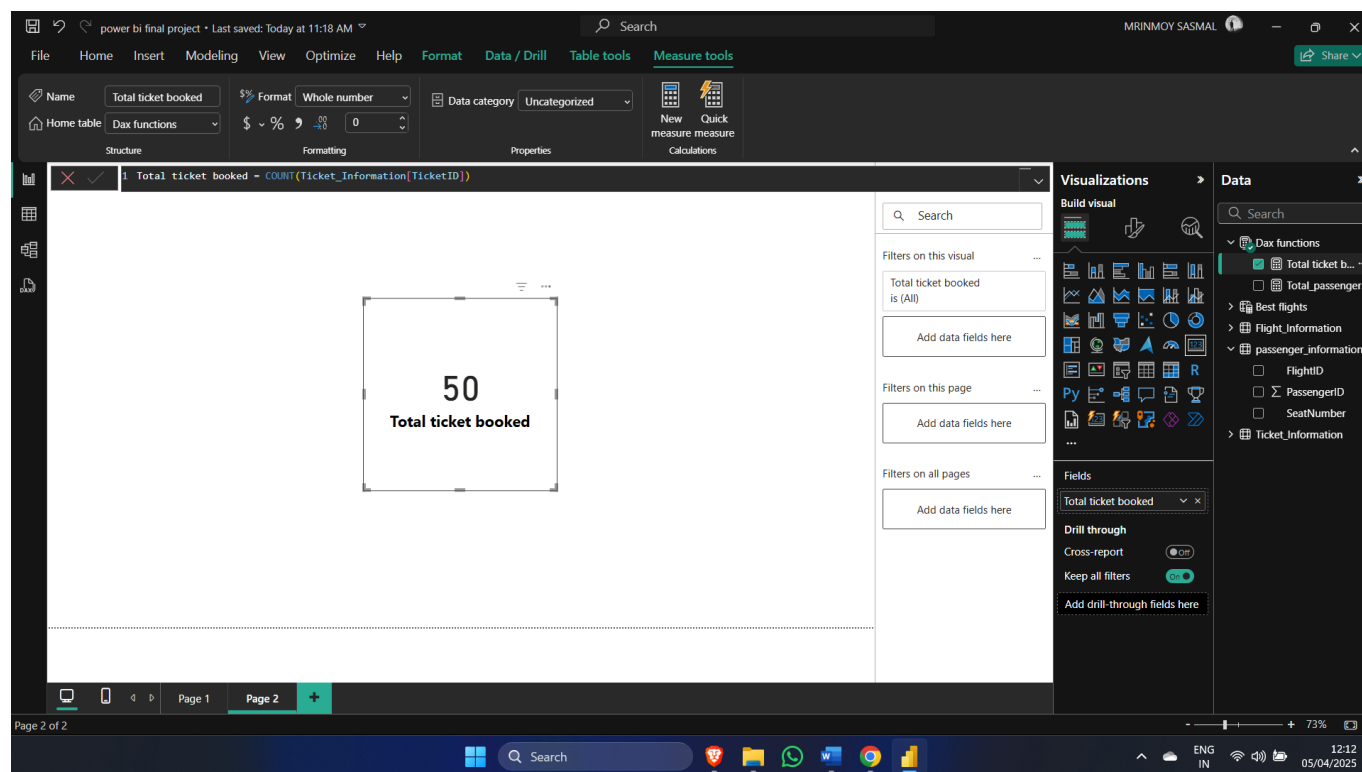 power bi final project • Last saved: Today at 11:18 AM
Search
MRINMOY SASMAL
File Home Insert Modeling View Optimize Help Format Data / Drill Table tools Measure tools
Share
Name Total ticket booked
Home table Dax functions
Structure
Format Whole number
$ % 0
Formatting
Data category Uncategorized
Properties
New measure
Quick measure
Calculations
1 Total ticket booked = COUNT(Ticket_Information[TicketID])
50
Total ticket booked
Search
Filters on this visual ...
Total ticket booked
is (All)
Add data fields here
Filters on this page ...
Add data fields here
Filters on all pages ...
Add data fields here
Visualizations
Build visual
123
R
Py
...
Fields
Total ticket booked
Drill through
Cross-report Off
Keep all filters On
Add drill-through fields here
Data
Search
Dax functions
Total ticket b...
Total_passenger
Best flights
Flight_Information
passenger_information
FlightID
PassengerID
SeatNumber
Ticket_Information
Page 1 Page 2 +
Page 2 of 2
- + 73%
Search
ENG
IN
12:12
05/04/2025